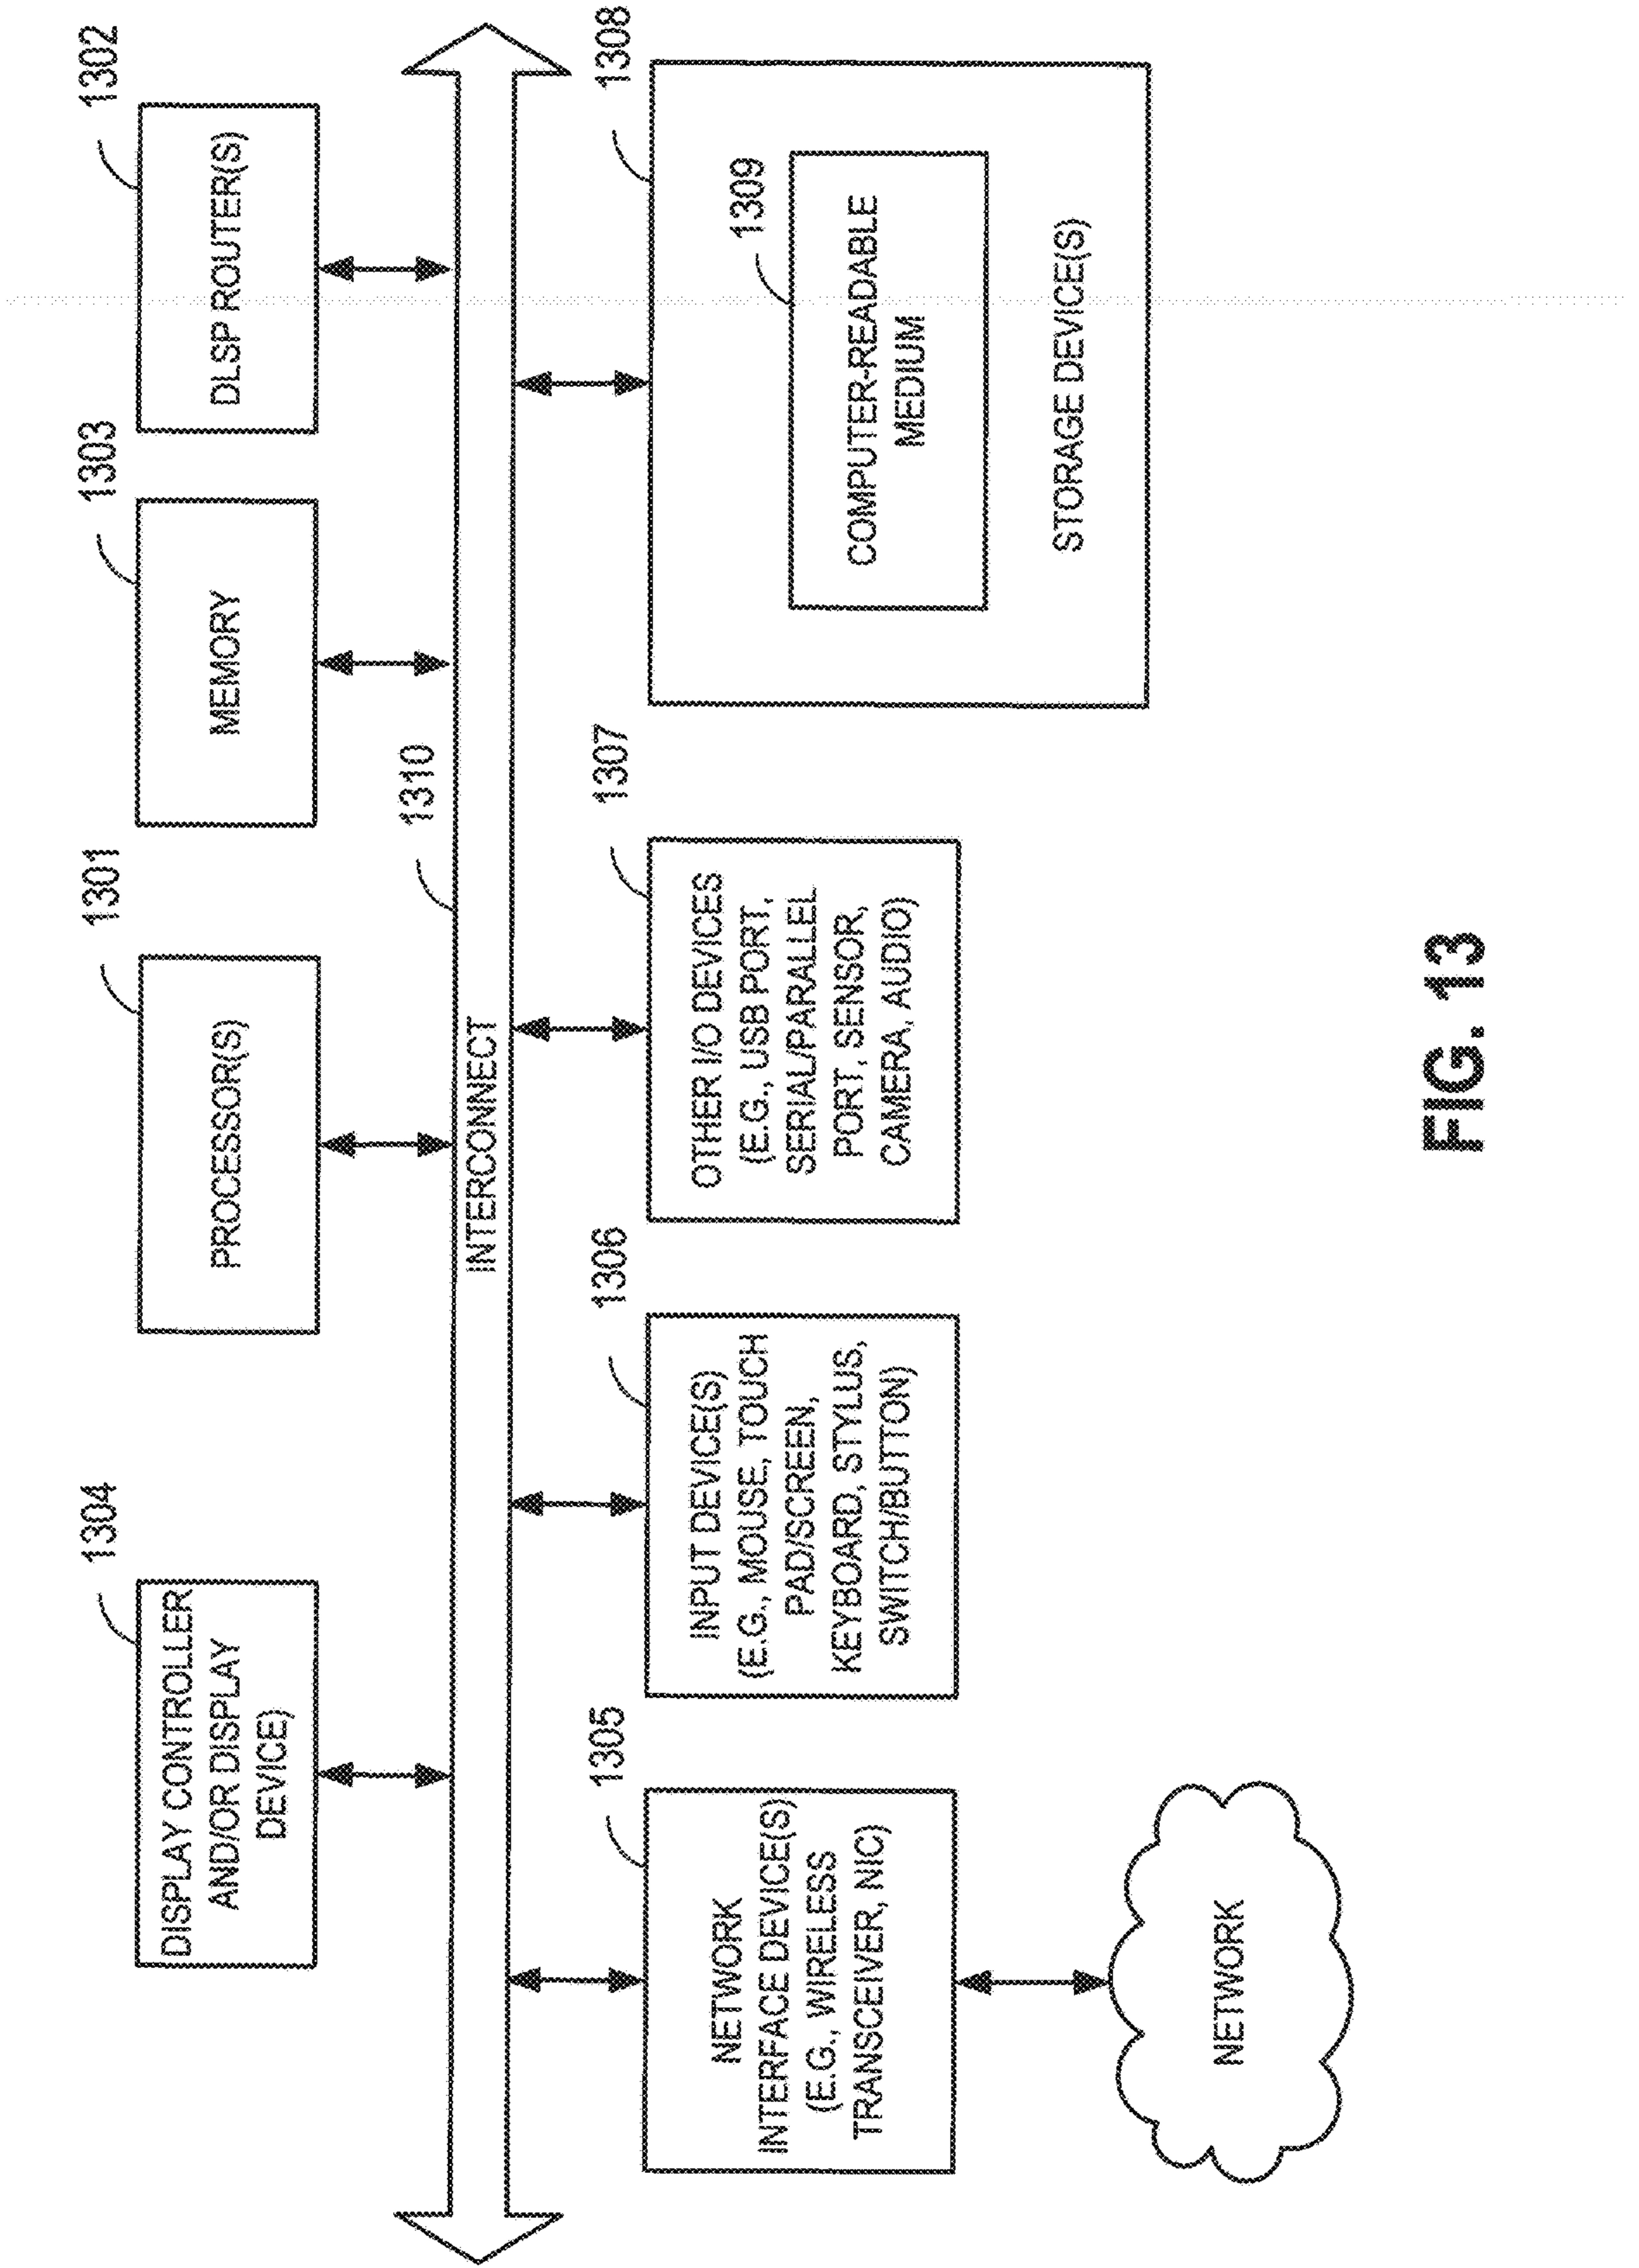 1304
DISPLAY CONTROLLER
AND/OR DISPLAY
DEVICE)
1301
PROCESSOR(S)
1303
MEMORY
1302
DLSP ROUTER(S)
INTERCONNECT
1310
1305
NETWORK
INTERFACE DEVICE(S)
(E.G., WIRELESS
TRANSCEIVER, NIC)
1306
INPUT DEVICE(S)
(E.G., MOUSE, TOUCH
PAD/SCREEN,
KEYBOARD, STYLUS,
SWITCH/BUTTON)
1307
OTHER I/O DEVICES
(E.G., USB PORT,
SERIAL/PARALLEL
PORT, SENSOR,
CAMERA, AUDIO)
1308
1309
COMPUTER-READABLE
MEDIUM
STORAGE DEVICE(S)
NETWORK
FIG. 13